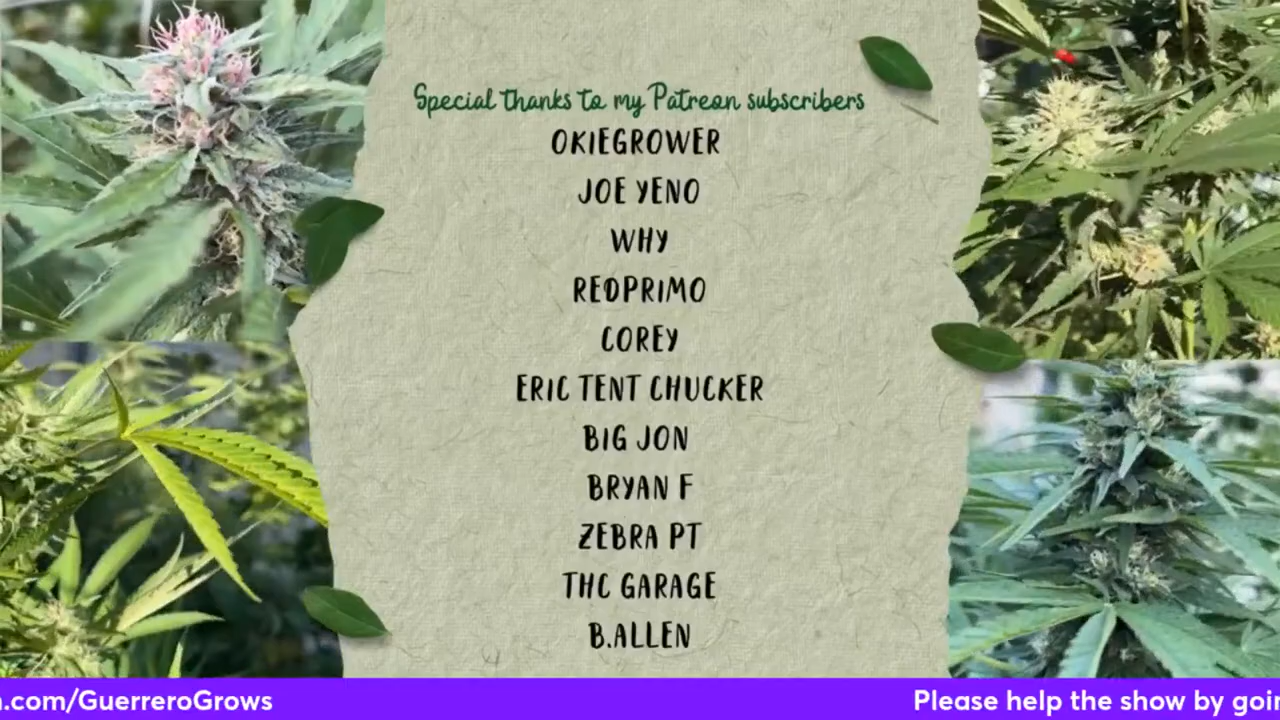 Special thanks to my Patreon subscribers
OKIEGROWER
JOE YENO
WHY
REDPRIMO
COREY
ERIC TENT CHUCKER
BIG JON
BRYAN F
ZEBRA PT
THC GARAGE
B.ALLEN
.com/GuerreroGrows
Please help the show by goin